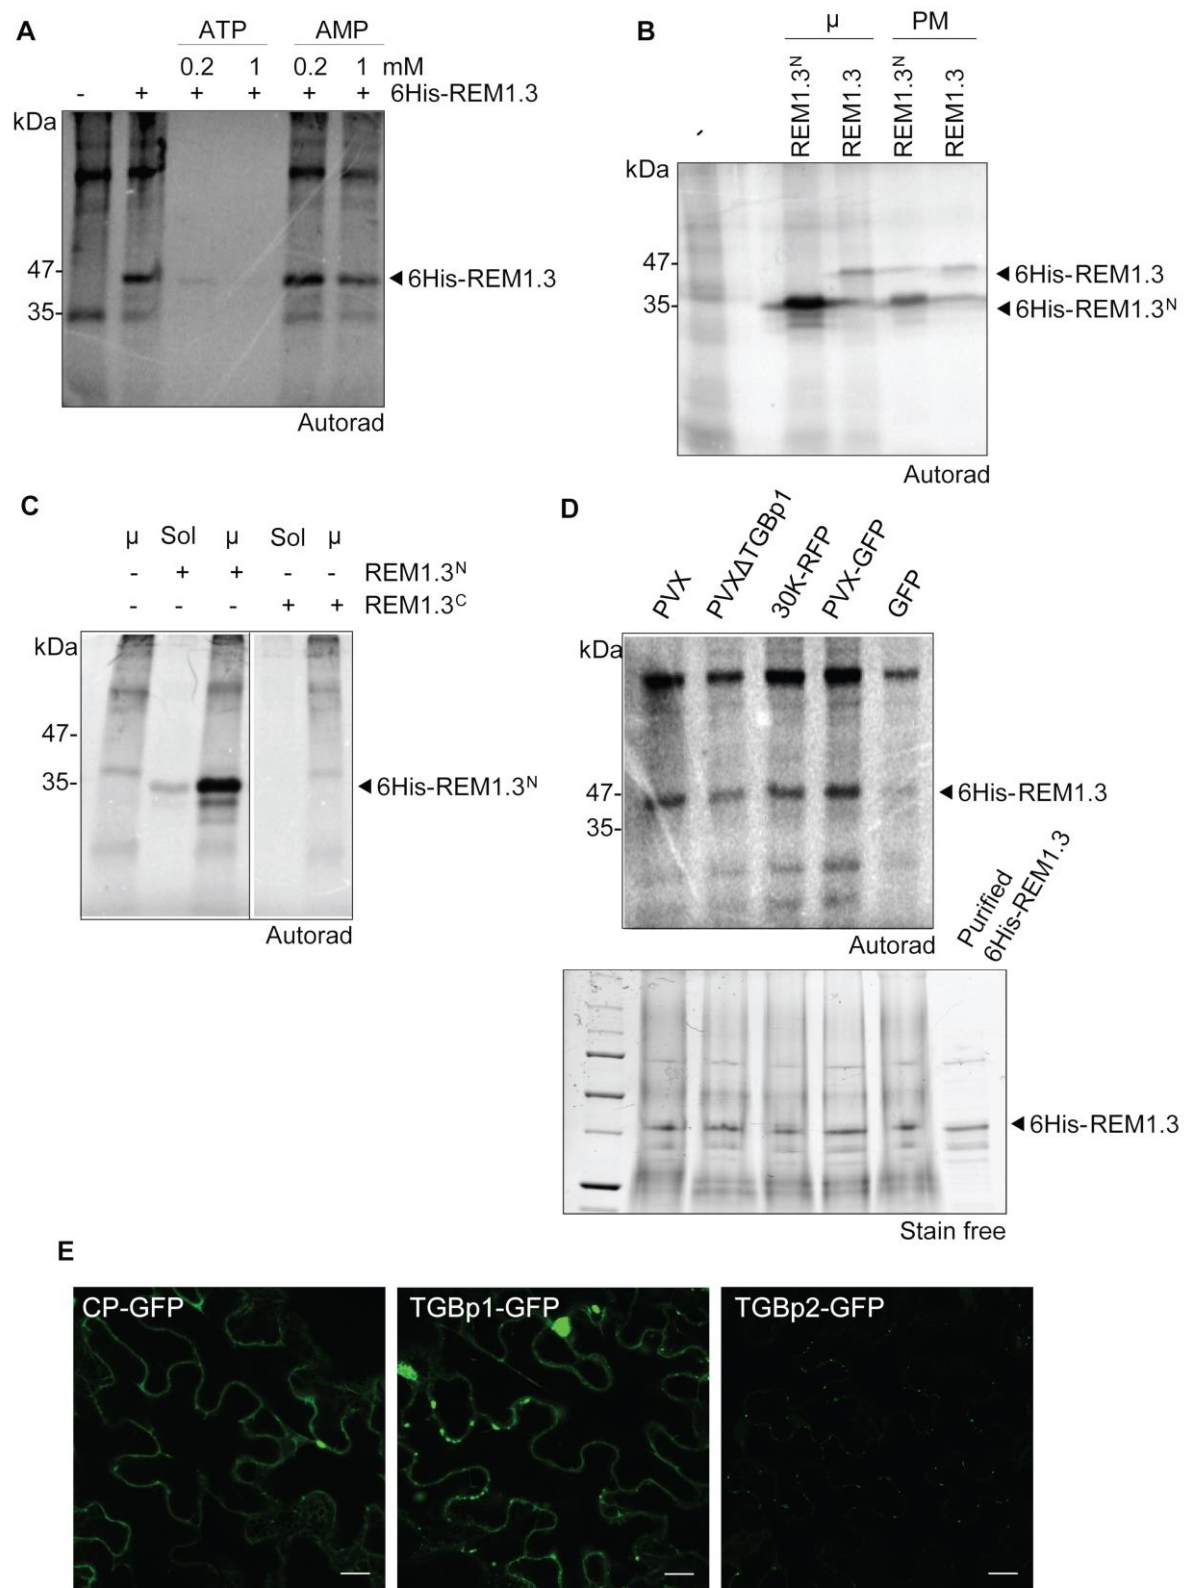 A
ATP
AMP
0.2 1 0.2 1 mM
- + + + + + 6His-REM1.3
kDa
47-
35-
6His-REM1.3
Autorad
B
μ PM
- REM1.3N REM1.3 REM1.3N REM1.3
kDa
47-
35-
6His-REM1.3
6His-REM1.3N
Autorad
C
μ Sol μ Sol μ
- + + - - REM1.3N
- - - + + REM1.3C
kDa
47-
35-
6His-REM1.3N
Autorad
D
PVX PVXΔTGBp1 30K-RFP PVX-GFP GFP
kDa
47-
35-
6His-REM1.3
Autorad
Purified
6His-REM1.3
6His-REM1.3
Stain free
E
CP-GFP
TGBp1-GFP
TGBp2-GFP